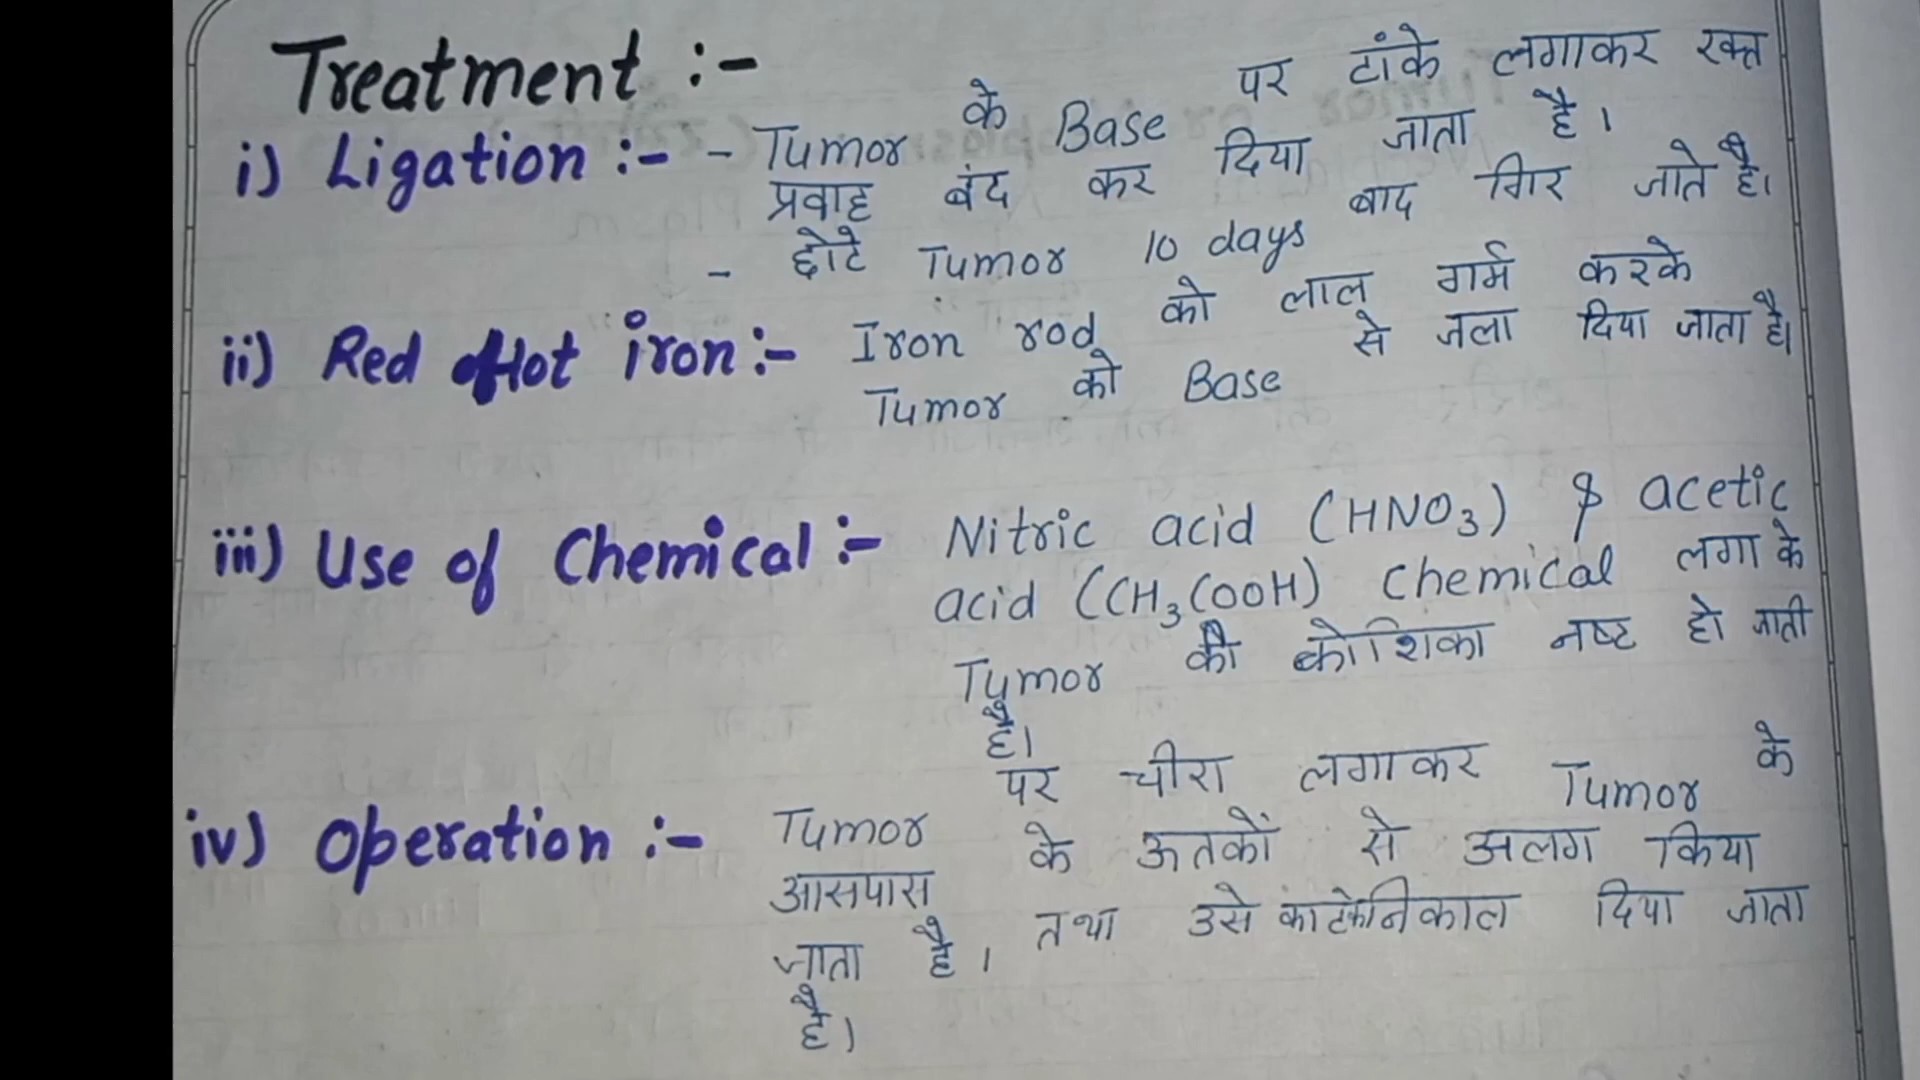 Treatment :-
i) Ligation :- - Tumor के Base पर टांके लगाकर रक्त
प्रवाह बंद कर दिया जाता है।
- छोटे Tumor 10 days बाद गिर जाते है।
ii) Red Hot iron :- Iron rod को लाल गर्म करके
Tumor को Base से जला दिया जाता है।
iii) Use of Chemical :- Nitric acid (HNO3) & acetic
acid (CH3COOH) chemical लगा के
Tumor की कोशिका नष्ट हो जाती
है।
iv) Operation :- Tumor पर चीरा लगाकर Tumor के
आसपास के ऊतकों से अलग किया
जाता है। तथा उसे काटके निकाल दिया जाता
है।